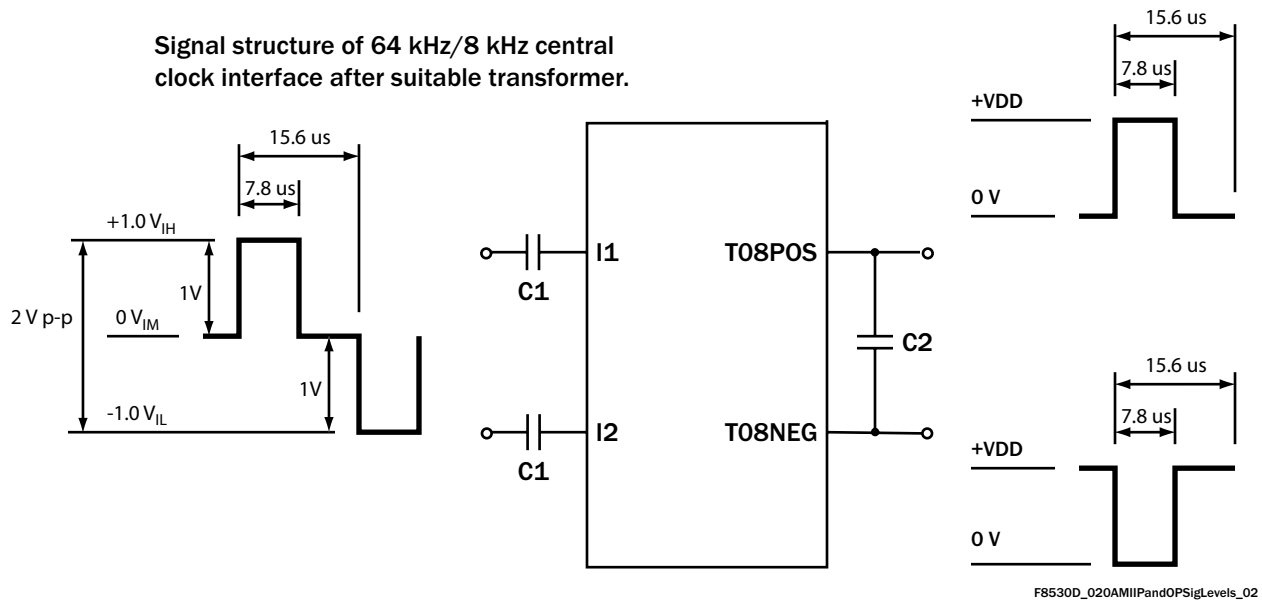 Signal structure of 64 kHz/8 kHz central
clock interface after suitable transformer.
15.6 us
7.8 us
+1.0 VIH
1V
2 V p-p
0 VIM
1V
-1.0 VIL
C1
I1
C1
I2
T08POS
T08NEG
C2
15.6 us
7.8 us
+VDD
0 V
15.6 us
7.8 us
+VDD
0 V
F8530D_020AMIIPandOPSigLevels_02